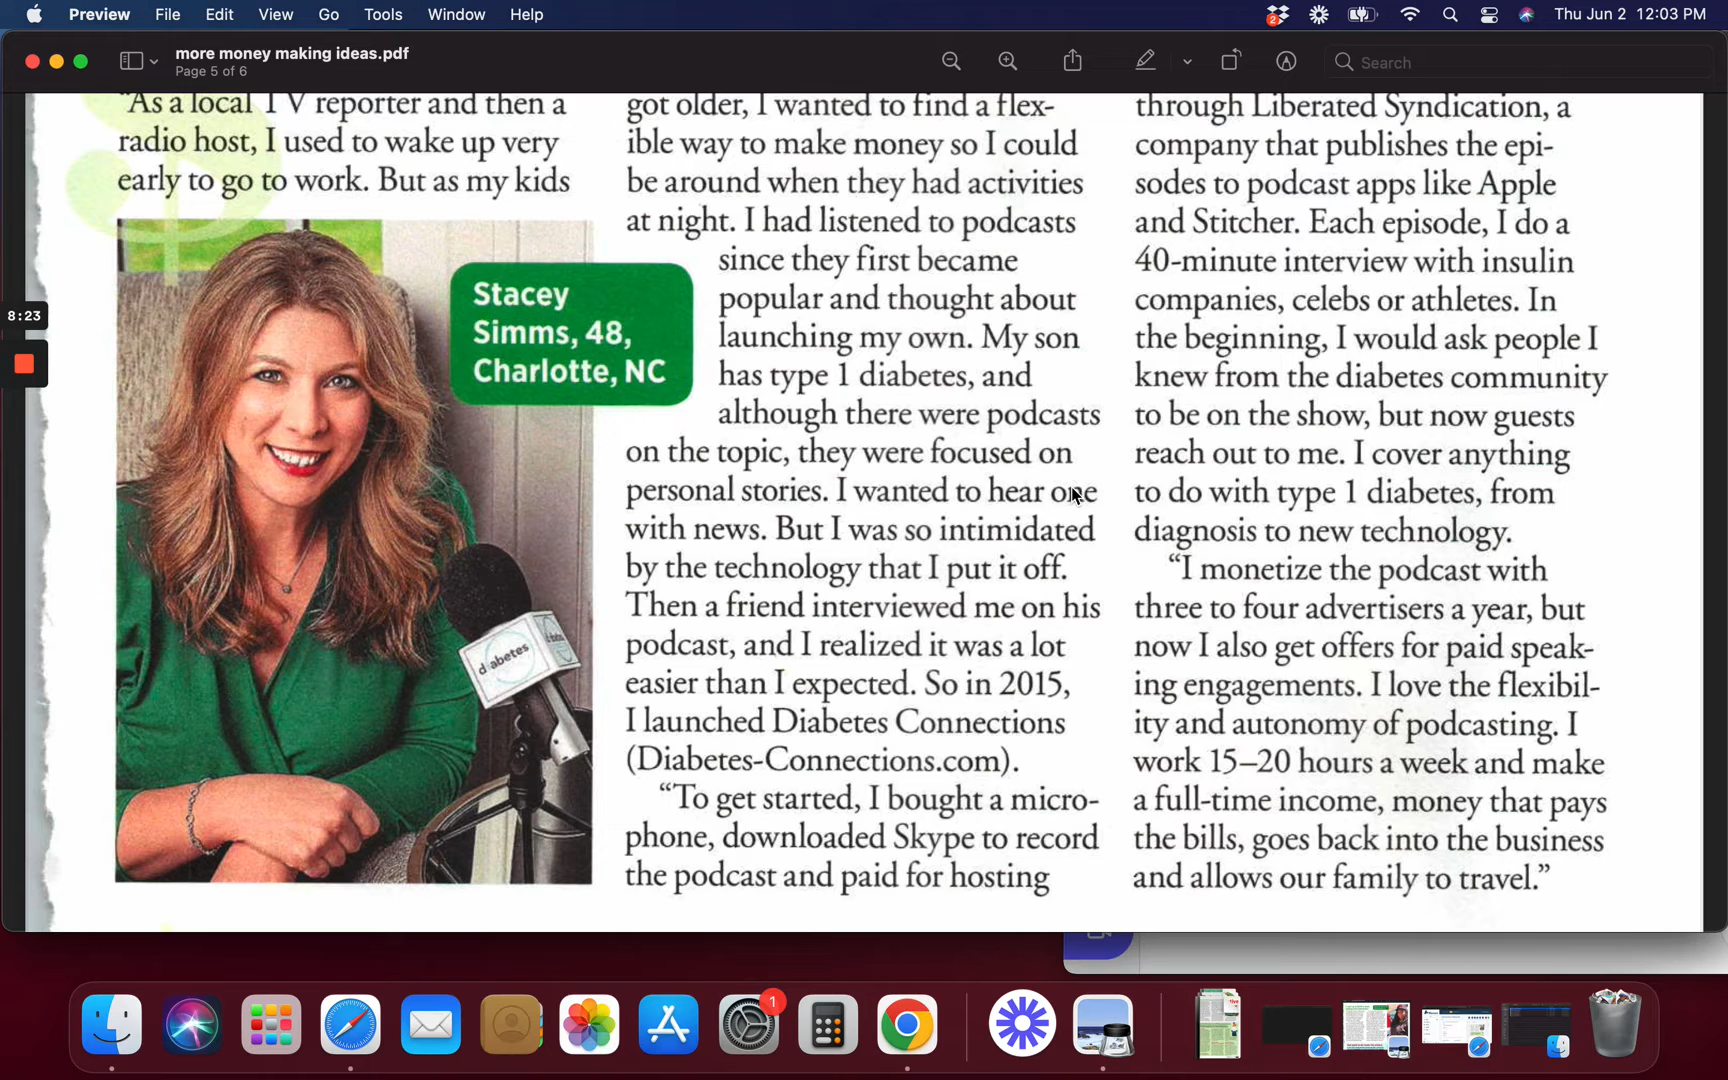 Preview File Edit View Go Tools Window Help
2
Thu Jun 2 12:03 PM
more money making ideas.pdf
Page 5 of 6
Search
8:23
"As a local TV reporter and then a
radio host, I used to wake up very
early to go to work. But as my kids
Stacey
Simms, 48,
Charlotte, NC
diabetes
got older, I wanted to find a flex-
ible way to make money so I could
be around when they had activities
at night. I had listened to podcasts
since they first became
popular and thought about
launching my own. My son
has type 1 diabetes, and
although there were podcasts
on the topic, they were focused on
personal stories. I wanted to hear one
with news. But I was so intimidated
by the technology that I put it off.
Then a friend interviewed me on his
podcast, and I realized it was a lot
easier than I expected. So in 2015,
I launched Diabetes Connections
(Diabetes-Connections.com).
“To get started, I bought a micro-
phone, downloaded Skype to record
the podcast and paid for hosting
through Liberated Syndication, a
company that publishes the epi-
sodes to podcast apps like Apple
and Stitcher. Each episode, I do a
40-minute interview with insulin
companies, celebs or athletes. In
the beginning, I would ask people I
knew from the diabetes community
to be on the show, but now guests
reach out to me. I cover anything
to do with type 1 diabetes, from
diagnosis to new technology.
“I monetize the podcast with
three to four advertisers a year, but
now I also get offers for paid speak-
ing engagements. I love the flexibil-
ity and autonomy of podcasting. I
work 15–20 hours a week and make
a full-time income, money that pays
the bills, goes back into the business
and allows our family to travel.”
1